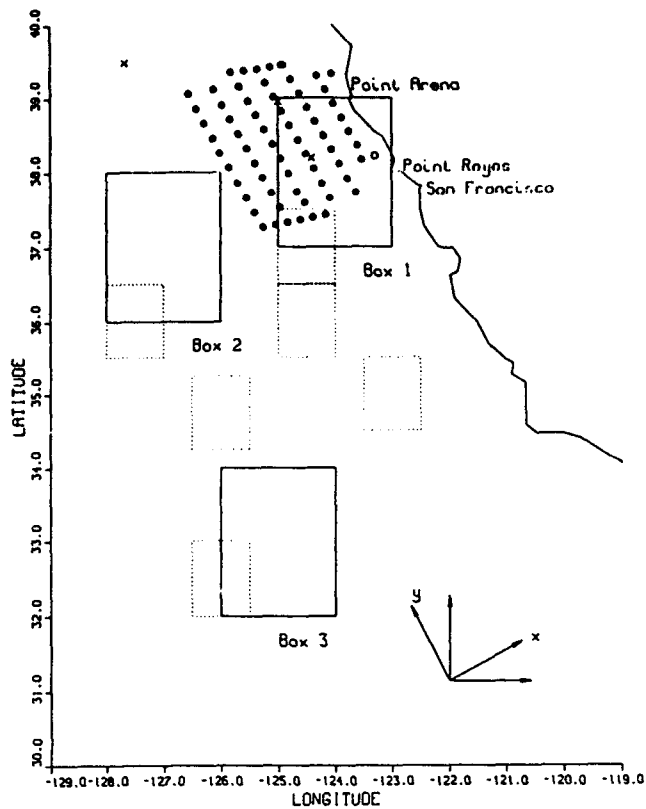 40.0
39.0
38.0
37.0
36.0
35.0
34.0
33.0
32.0
31.0
30.0
LATITUDE
x
Point Arena
x
Point Reyas
San Francisco
Box 1
Box 2
Box 3
y
x
-129.0 -128.0 -127.0 -126.0 -125.0 -124.0 -123.0 -122.0 -121.0 -120.0 -119.0
LONGITUDE